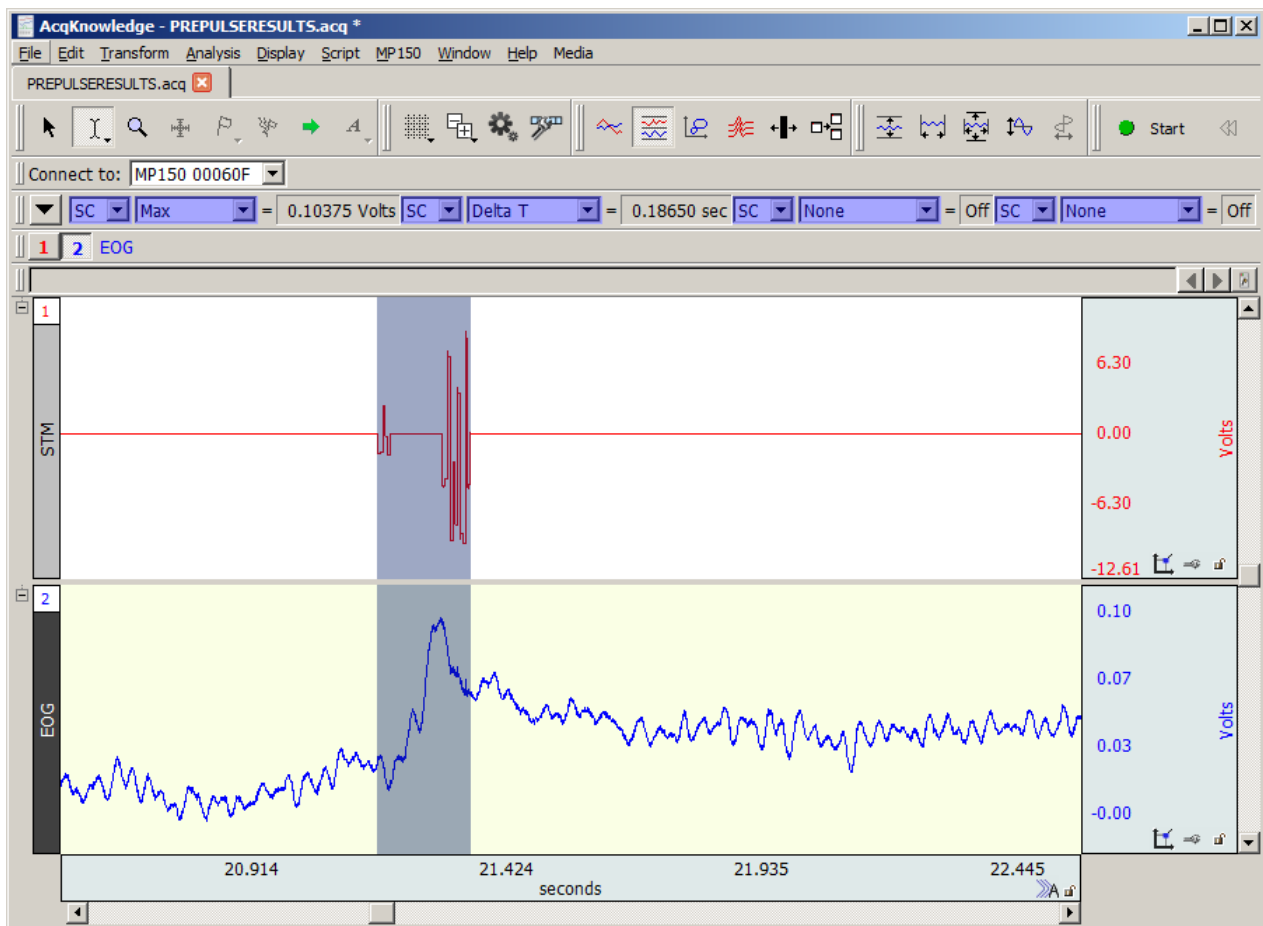 AcqKnowledge - PREPULSERESULTS.acq *
File Edit Transform Analysis Display Script MP150 Window Help Media
PREPULSERESULTS.acq
Start
Connect to: MP150 00060F
SC Max = 0.10375 Volts SC Delta T = 0.18650 sec SC None = Off SC None = Off
1 2 EOG
1
STM
6.30
0.00
-6.30
-12.61
Volts
2
EOG
0.10
0.07
0.03
-0.00
Volts
20.914 21.424 21.935 22.445
seconds
A